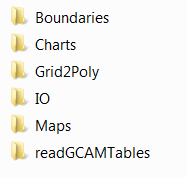 Boundaries
Charts
Grid2Poly
IO
Maps
readGCAMTables